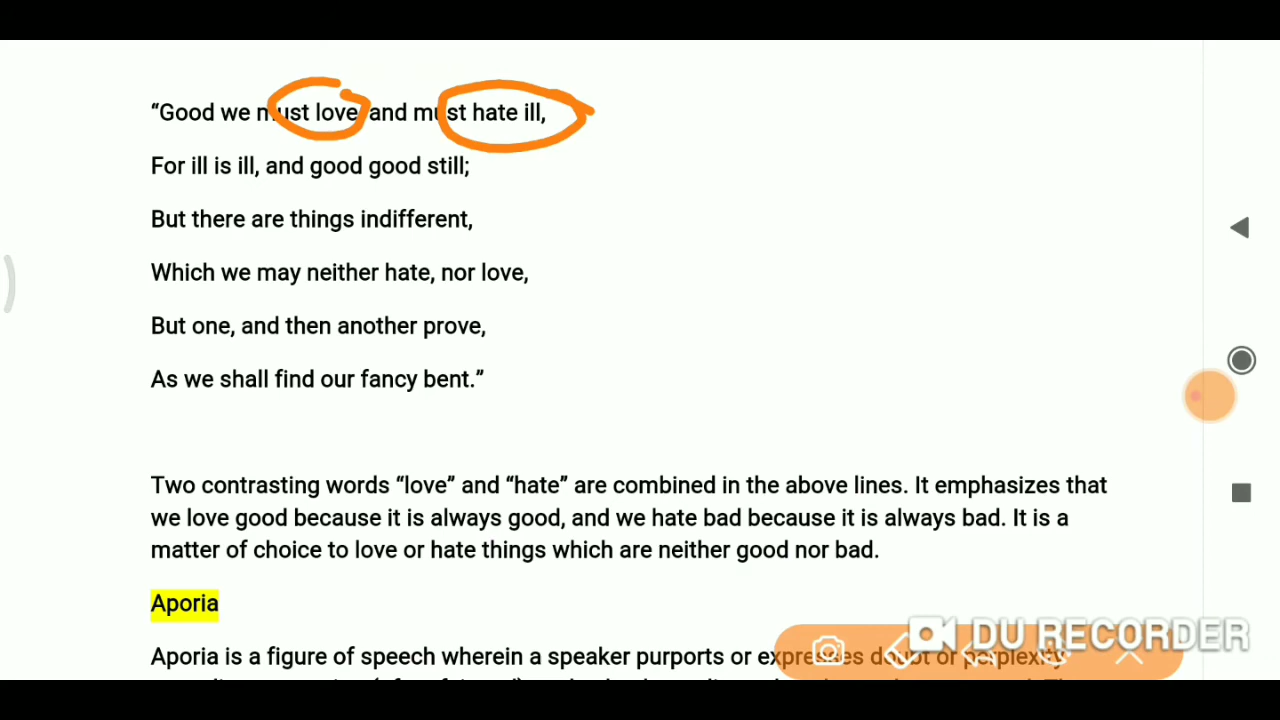 “Good we must love, and must hate ill,
For ill is ill, and good good still;
But there are things indifferent,
Which we may neither hate, nor love,
But one, and then another prove,
As we shall find our fancy bent.”
Two contrasting words “love” and “hate” are combined in the above lines. It emphasizes that
we love good because it is always good, and we hate bad because it is always bad. It is a
matter of choice to love or hate things which are neither good nor bad.
Aporia
DU RECORDER
Aporia is a figure of speech wherein a speaker purports or expresses doubt or perplexity